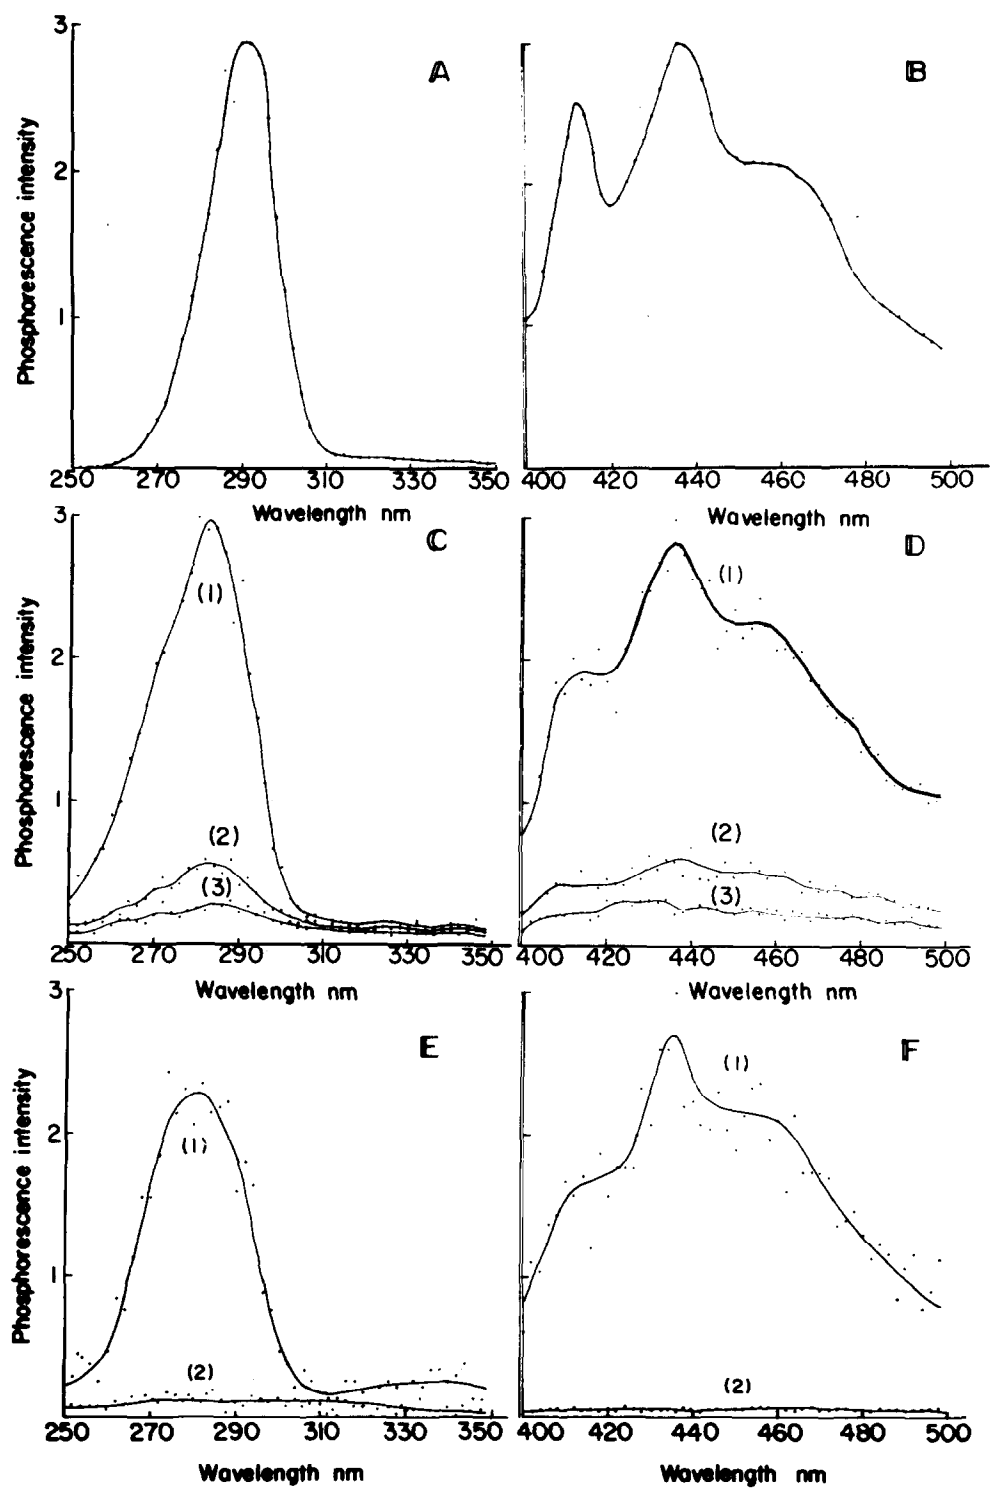 3
2
1
Phosphorescence intensity
A
250 270 290 310 330 350
Wavelength nm
B
400 420 440 460 480 500
Wavelength nm
3
2
1
Phosphorescence intensity
C
(1)
(2)
(3)
250 270 290 310 330 350
Wavelength nm
D
(1)
(2)
(3)
400 420 440 460 480 500
Wavelength nm
3
2
1
Phosphorescence intensity
E
(1)
(2)
250 270 290 310 330 350
Wavelength nm
F
(1)
(2)
400 420 440 460 480 500
Wavelength nm